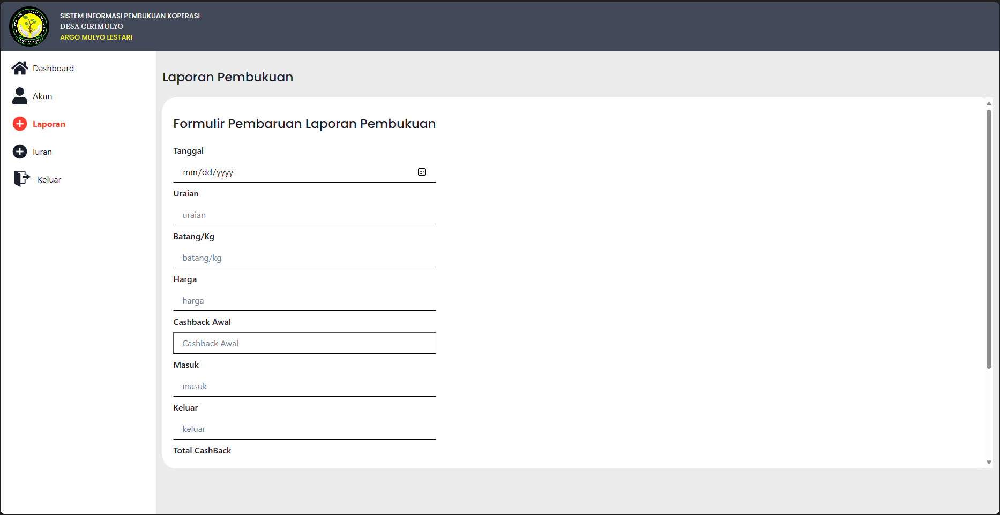 SISTEM INFORMASI PEMBUKUAN KOPERASI
DESA GIRIMULYO
ARGO MULYO LESTARI
Dashboard
Akun
Laporan
Iuran
Keluar
Laporan Pembukuan
Formulir Pembaruan Laporan Pembukuan
Tanggal
mm/dd/yyyy
Uraian
uraian
Batang/Kg
batang/kg
Harga
harga
Cashback Awal
Cashback Awal
Masuk
masuk
Keluar
keluar
Total CashBack